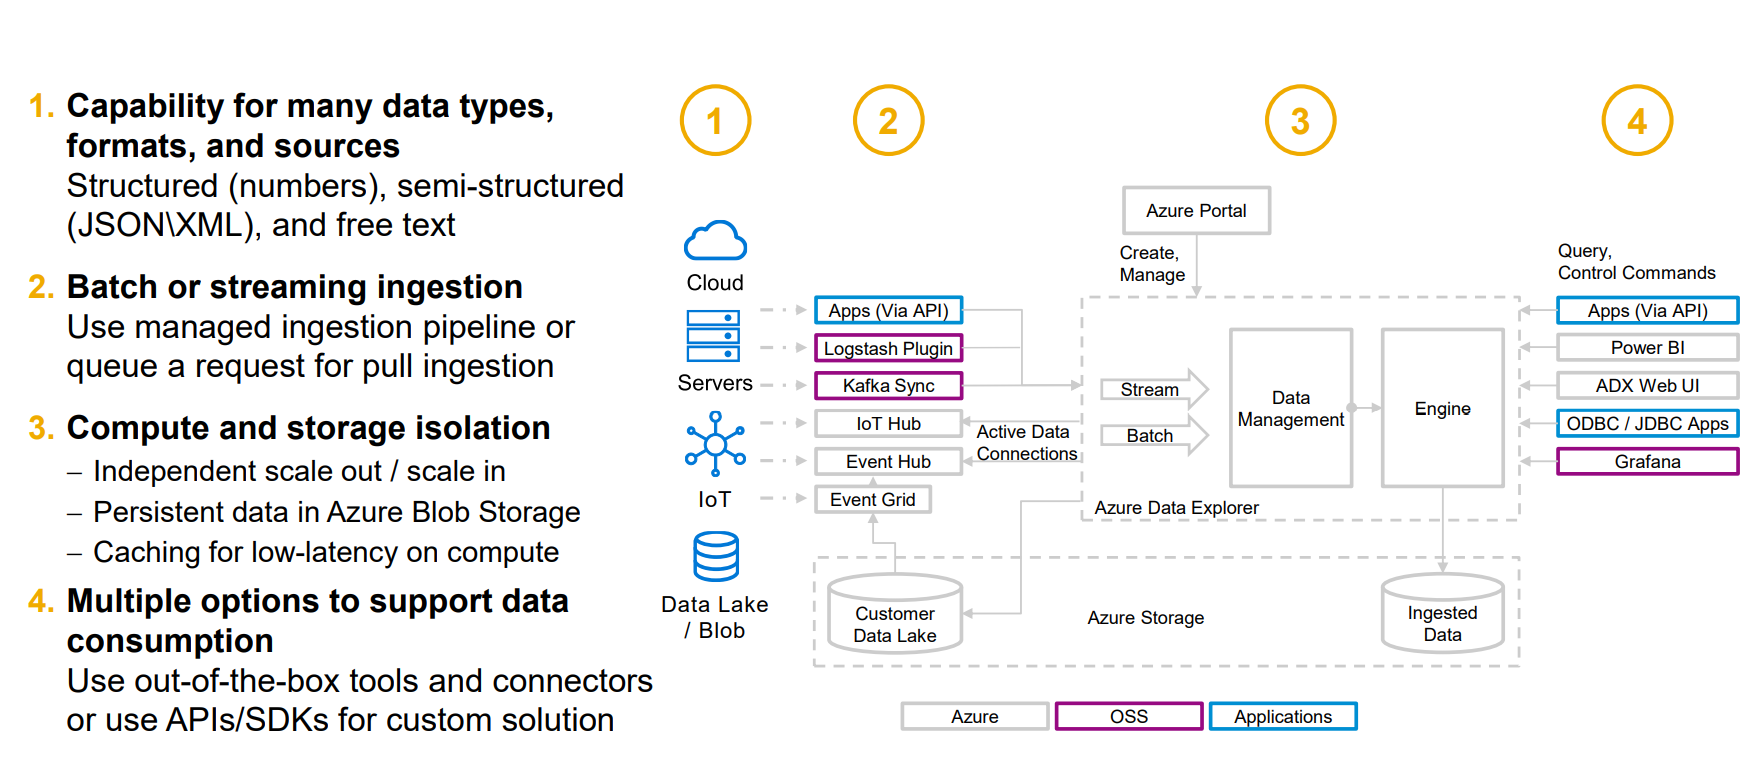 1. Capability for many data types,
formats, and sources
Structured (numbers), semi-structured
(JSON\XML), and free text
2. Batch or streaming ingestion
Use managed ingestion pipeline or
queue a request for pull ingestion
3. Compute and storage isolation
– Independent scale out / scale in
– Persistent data in Azure Blob Storage
– Caching for low-latency on compute
4. Multiple options to support data
consumption
Use out-of-the-box tools and connectors
or use APIs/SDKs for custom solution
1
Cloud
Servers
IoT
Data Lake
/ Blob
2
Apps (Via API)
Logstash Plugin
Kafka Sync
IoT Hub
Event Hub
Event Grid
Active Data
Connections
3
Azure Portal
Create,
Manage
Stream
Batch
Data
Management
Engine
Azure Data Explorer
Customer
Data Lake
Azure Storage
Ingested
Data
4
Query,
Control Commands
Apps (Via API)
Power BI
ADX Web UI
ODBC / JDBC Apps
Grafana
Azure
OSS
Applications